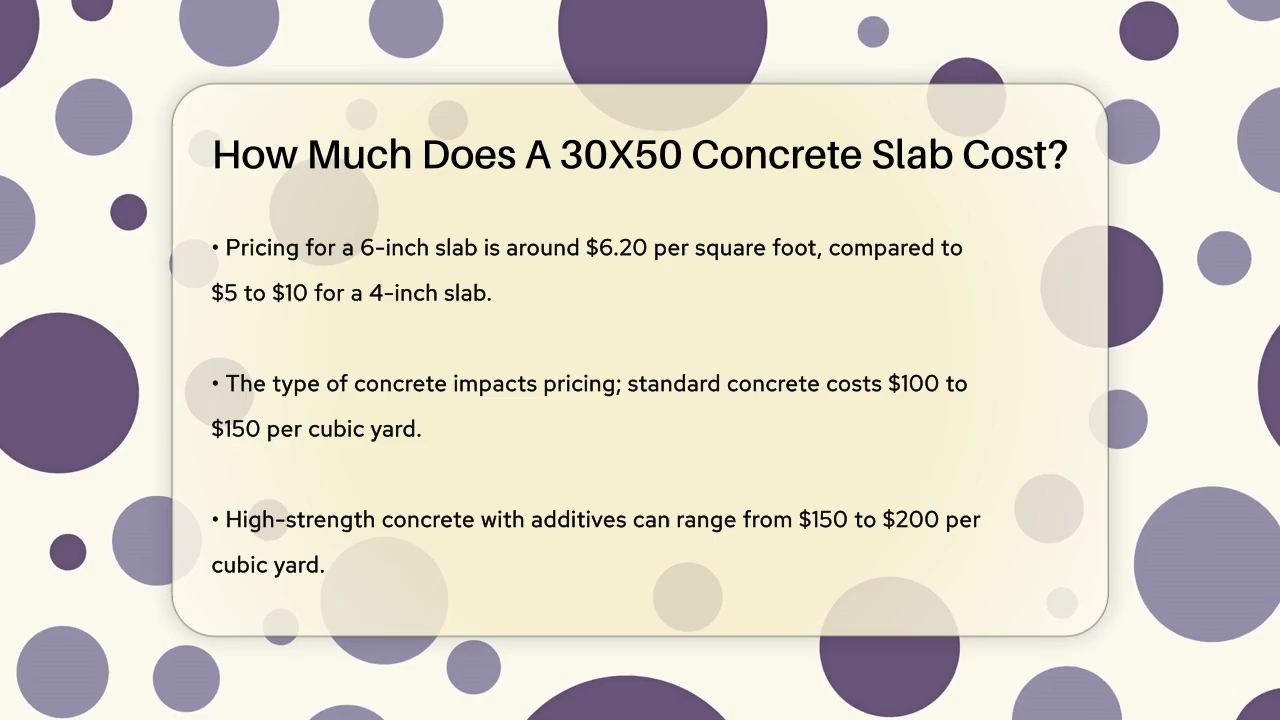 How Much Does A 30X50 Concrete Slab Cost?
• Pricing for a 6-inch slab is around $6.20 per square foot, compared to
$5 to $10 for a 4-inch slab.
• The type of concrete impacts pricing; standard concrete costs $100 to
$150 per cubic yard.
• High-strength concrete with additives can range from $150 to $200 per
cubic yard.